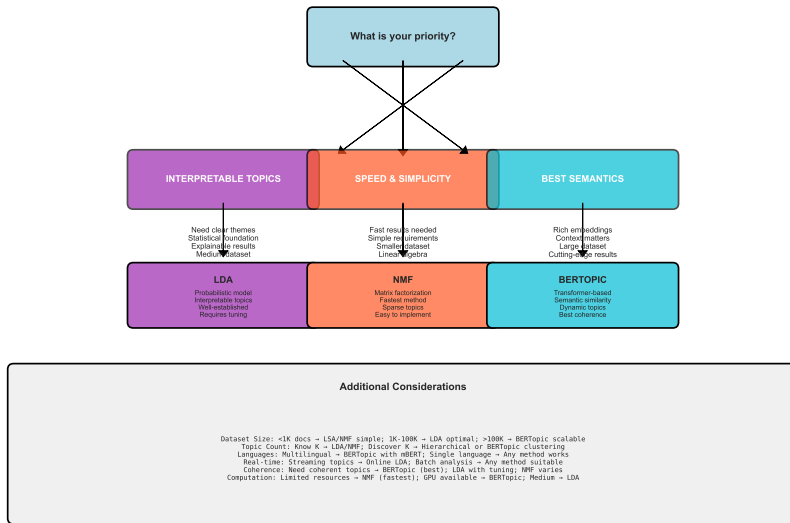 What is your priority?
INTERPRETABLE TOPICS
SPEED & SIMPLICITY
BEST SEMANTICS
Need clear themes
Statistical foundation
Explainable results
Medium dataset
Fast results needed
Simple requirements
Smaller dataset
Linear algebra
Rich embeddings
Context matters
Large dataset
Cutting-edge results
LDA
Probabilistic model
Interpretable topics
Well-established
Requires tuning
NMF
Matrix factorization
Fastest method
Sparse topics
Easy to implement
BERTOPIC
Transformer-based
Semantic similarity
Dynamic topics
Best coherence
Additional Considerations
Dataset Size: <1K docs → LSA/NMF simple; 1K-100K → LDA optimal; >100K → BERTopic scalable
Topic Count: Know K → LDA/NMF; Discover K → Hierarchical or BERTopic clustering
Languages: Multilingual → BERTopic with mBERT; Single language → Any method works
Real-time: Streaming topics → Online LDA; Batch analysis → Any method suitable
Coherence: Need coherent topics → BERTopic (best); LDA with tuning; NMF varies
Computation: Limited resources → NMF (fastest); GPU available → BERTopic; Medium → LDA